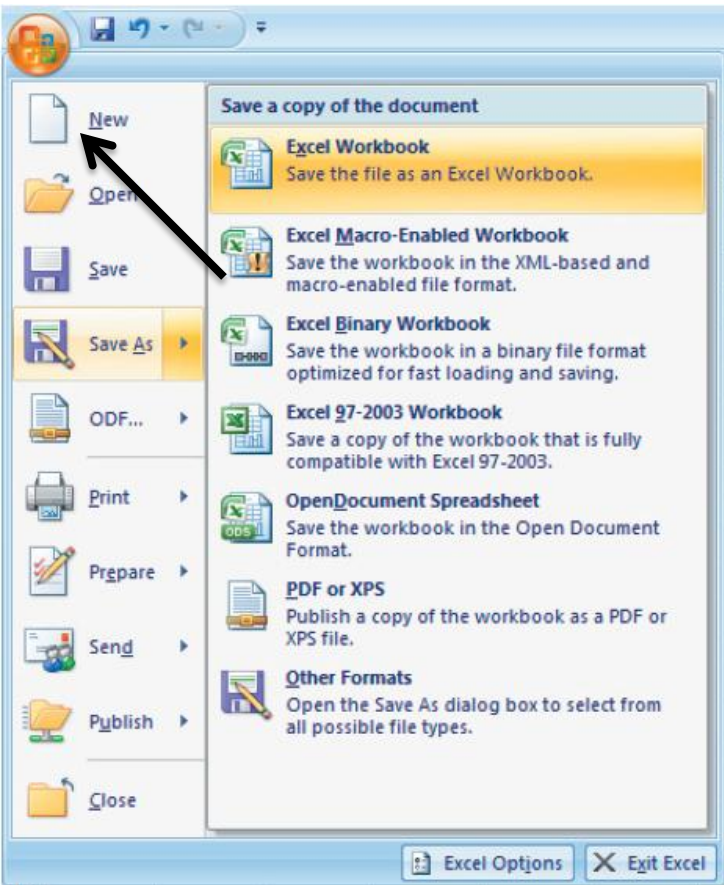 New
Open
Save
Save As
ODF...
Print
Prepare
Send
Publish
Close
Save a copy of the document
Excel Workbook
Save the file as an Excel Workbook.
Excel Macro-Enabled Workbook
Save the workbook in the XML-based and
macro-enabled file format.
Excel Binary Workbook
Save the workbook in a binary file format
optimized for fast loading and saving.
Excel 97-2003 Workbook
Save a copy of the workbook that is fully
compatible with Excel 97-2003.
OpenDocument Spreadsheet
Save the workbook in the Open Document
Format.
PDF or XPS
Publish a copy of the workbook as a PDF or
XPS file.
Other Formats
Open the Save As dialog box to select from
all possible file types.
Excel Options
Exit Excel